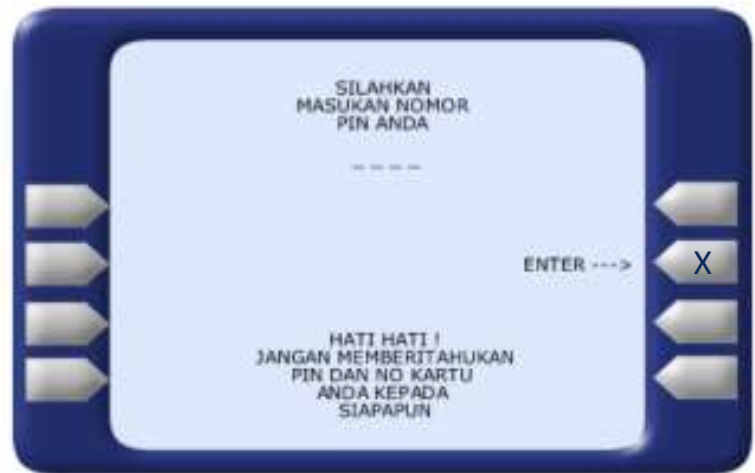 SILAHKAN
MASUKAN NOMOR
PIN ANDA
_ _ _ _
ENTER --->
X
HATI HATI !
JANGAN MEMBERITAHUKAN
PIN DAN NO KARTU
ANDA KEPADA
SIAPAPUN